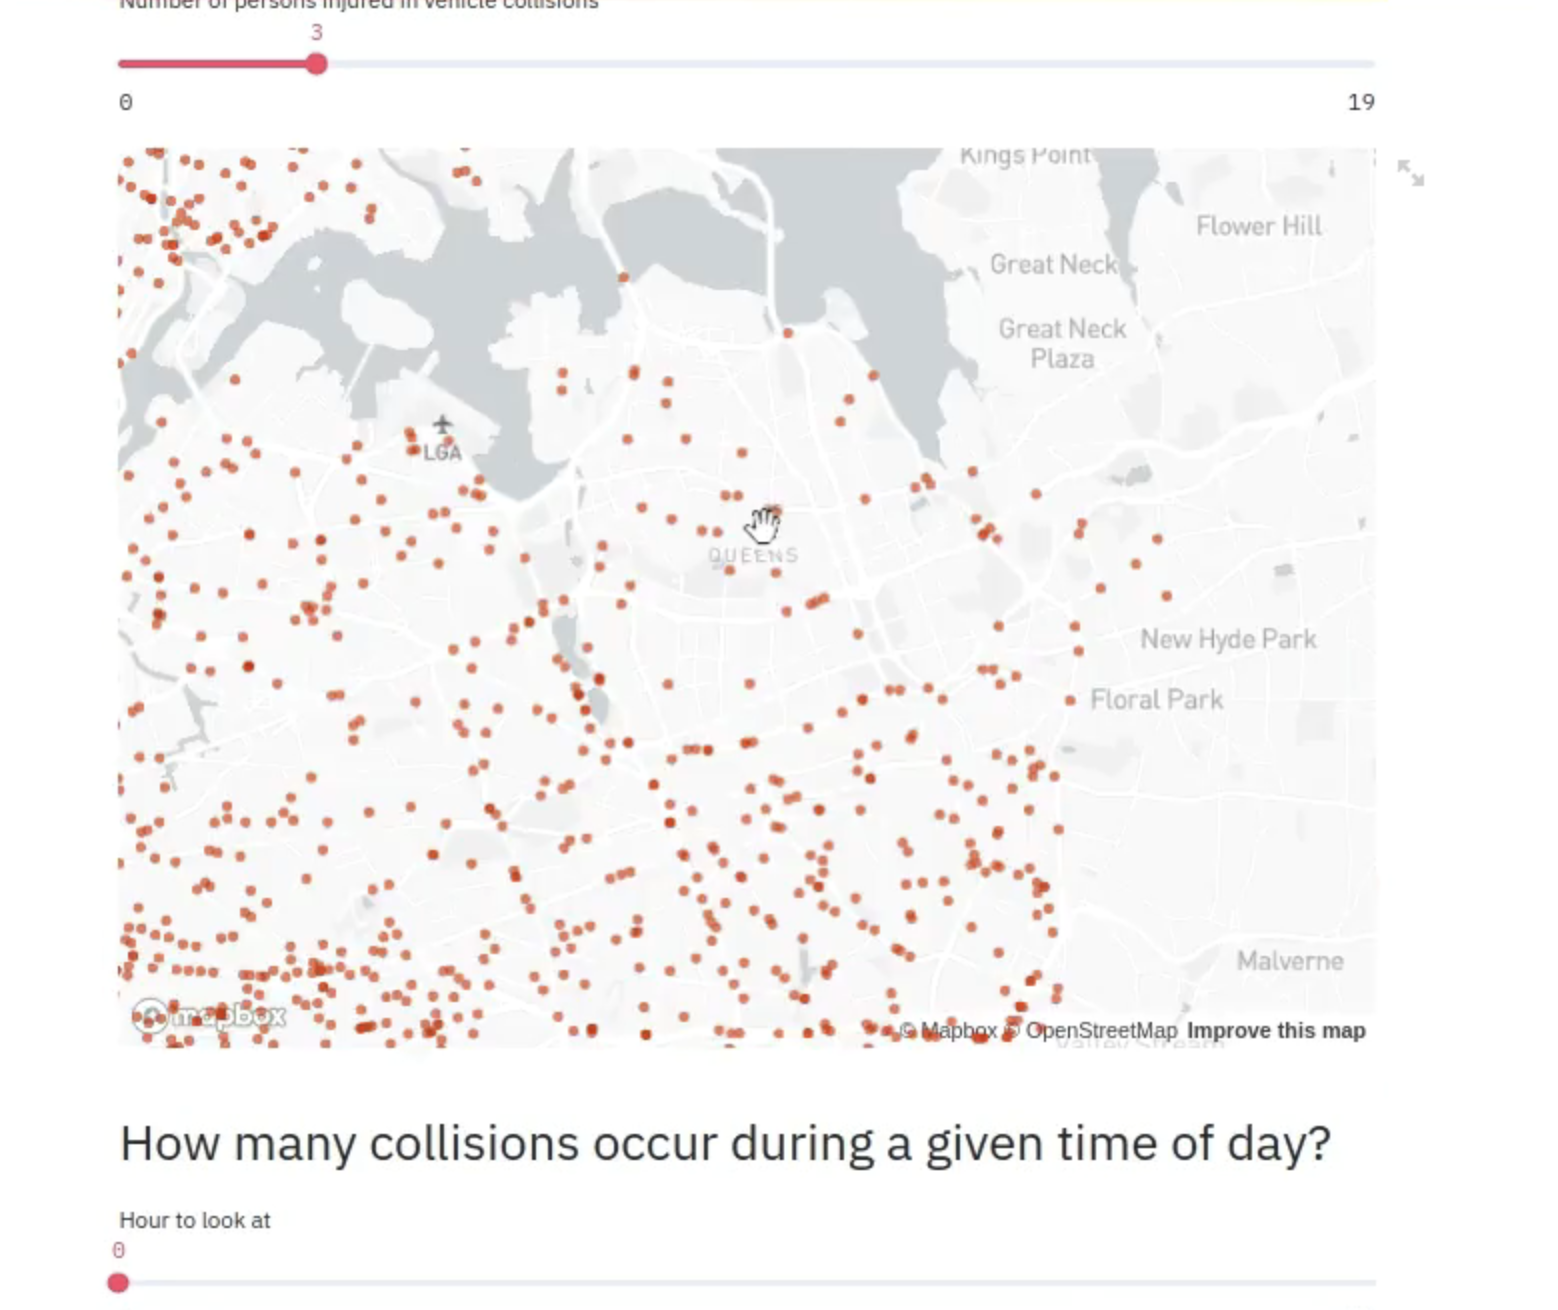 Number of persons injured in vehicle collisions
3
0
19
Kings Point
Flower Hill
Great Neck
Great Neck
Plaza
LGA
QUEENS
New Hyde Park
Floral Park
Malverne
mapbox
© Mapbox © OpenStreetMap Improve this map
Valley Stream
How many collisions occur during a given time of day?
Hour to look at
0